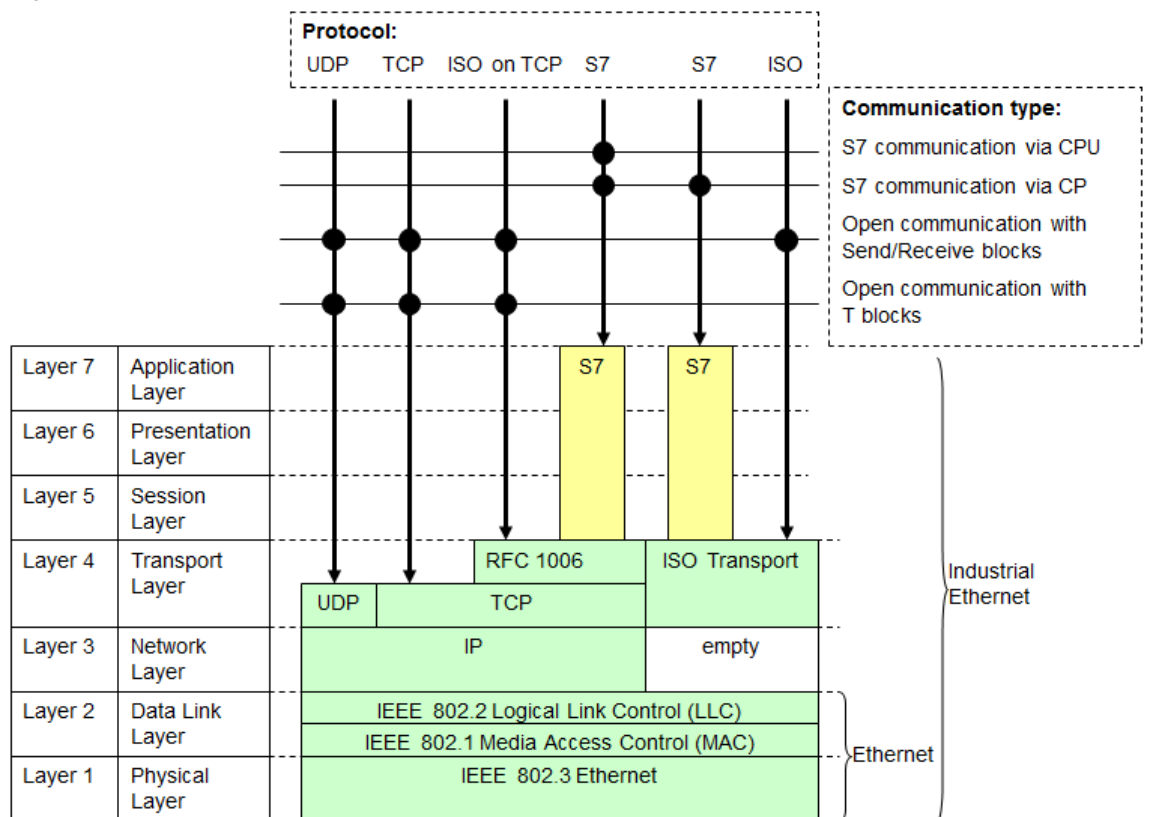 Protocol:
UDP TCP ISO on TCP S7 S7 ISO
Communication type:
S7 communication via CPU
S7 communication via CP
Open communication with
Send/Receive blocks
Open communication with
T blocks
Layer 7 Application
Layer
S7 S7
Layer 6 Presentation
Layer
Layer 5 Session
Layer
Layer 4 Transport
Layer
RFC 1006 ISO Transport
UDP TCP
Industrial
Ethernet
Layer 3 Network
Layer
IP empty
Layer 2 Data Link
Layer
IEEE 802.2 Logical Link Control (LLC)
IEEE 802.1 Media Access Control (MAC)
Ethernet
Layer 1 Physical
Layer
IEEE 802.3 Ethernet